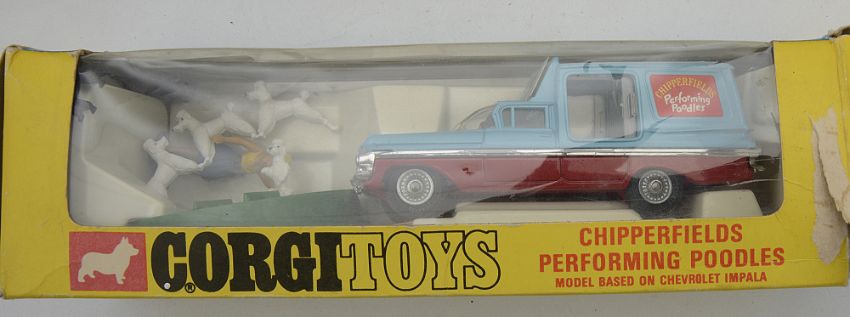 CHIPPERFIELDS
Performing
Poodles
CORGI TOYS
®
CHIPPERFIELDS
PERFORMING POODLES
MODEL BASED ON CHEVROLET IMPALA